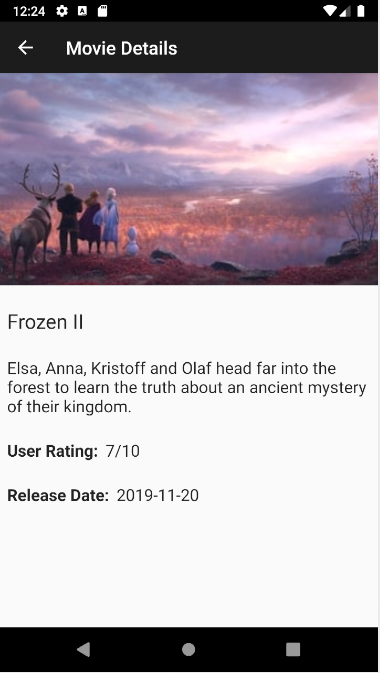 12:24
Movie Details
Frozen II
Elsa, Anna, Kristoff and Olaf head far into the
forest to learn the truth about an ancient mystery
of their kingdom.
User Rating: 7/10
Release Date: 2019-11-20